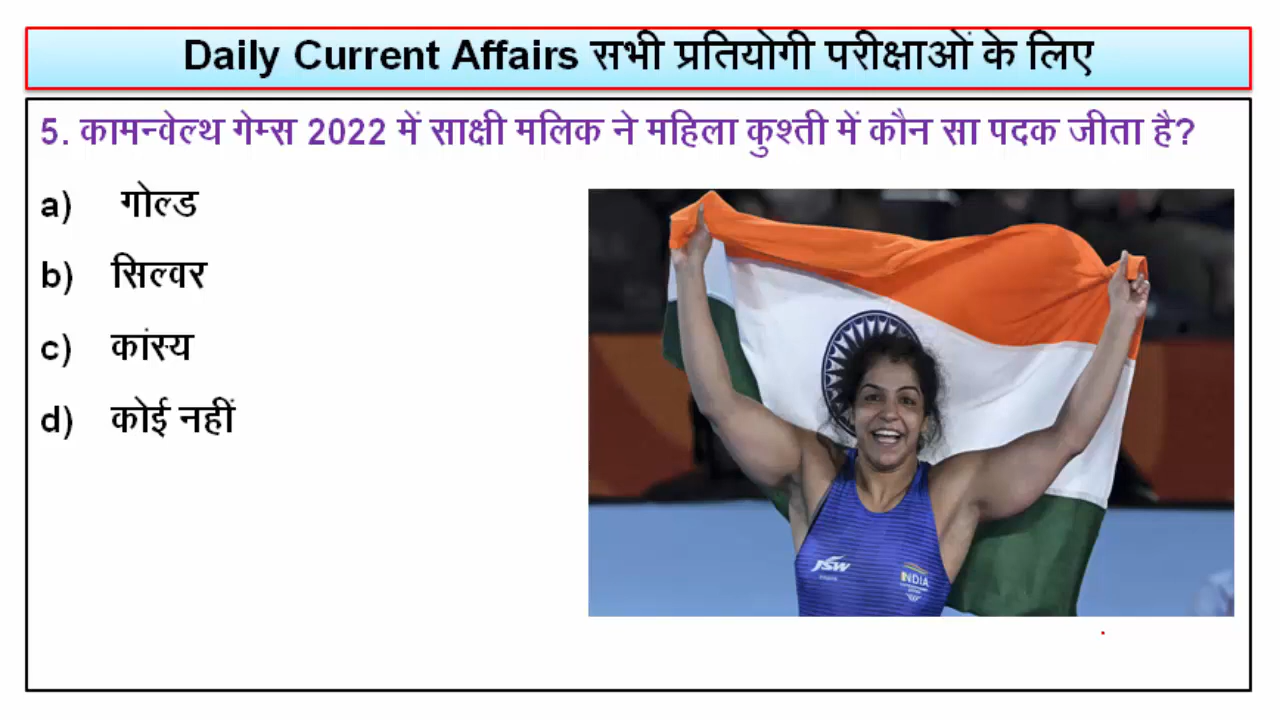 Daily Current Affairs सभी प्रतियोगी परीक्षाओं के लिए
5. कामन्वेल्थ गेम्स 2022 में साक्षी मलिक ने महिला कुश्ती में कौन सा पदक जीता है?
a) गोल्ड
b) सिल्वर
c) कांस्य
d) कोई नहीं
JSW
INDIA